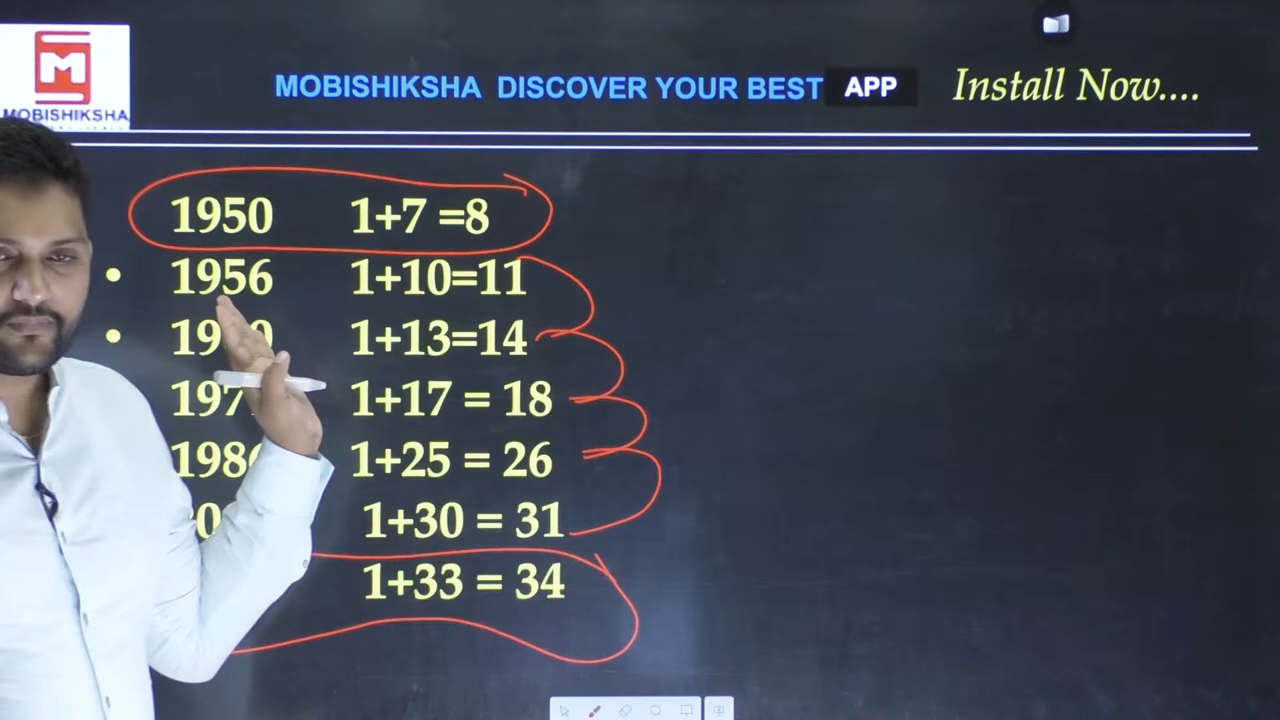 M
MOBISHIKSHA
MOBISHIKSHA DISCOVER YOUR BEST APP Install Now....
1950 1+7 =8
• 1956 1+10=11
• 1+13=14
1+17 = 18
1+25 = 26
1+30 = 31
1+33 = 34